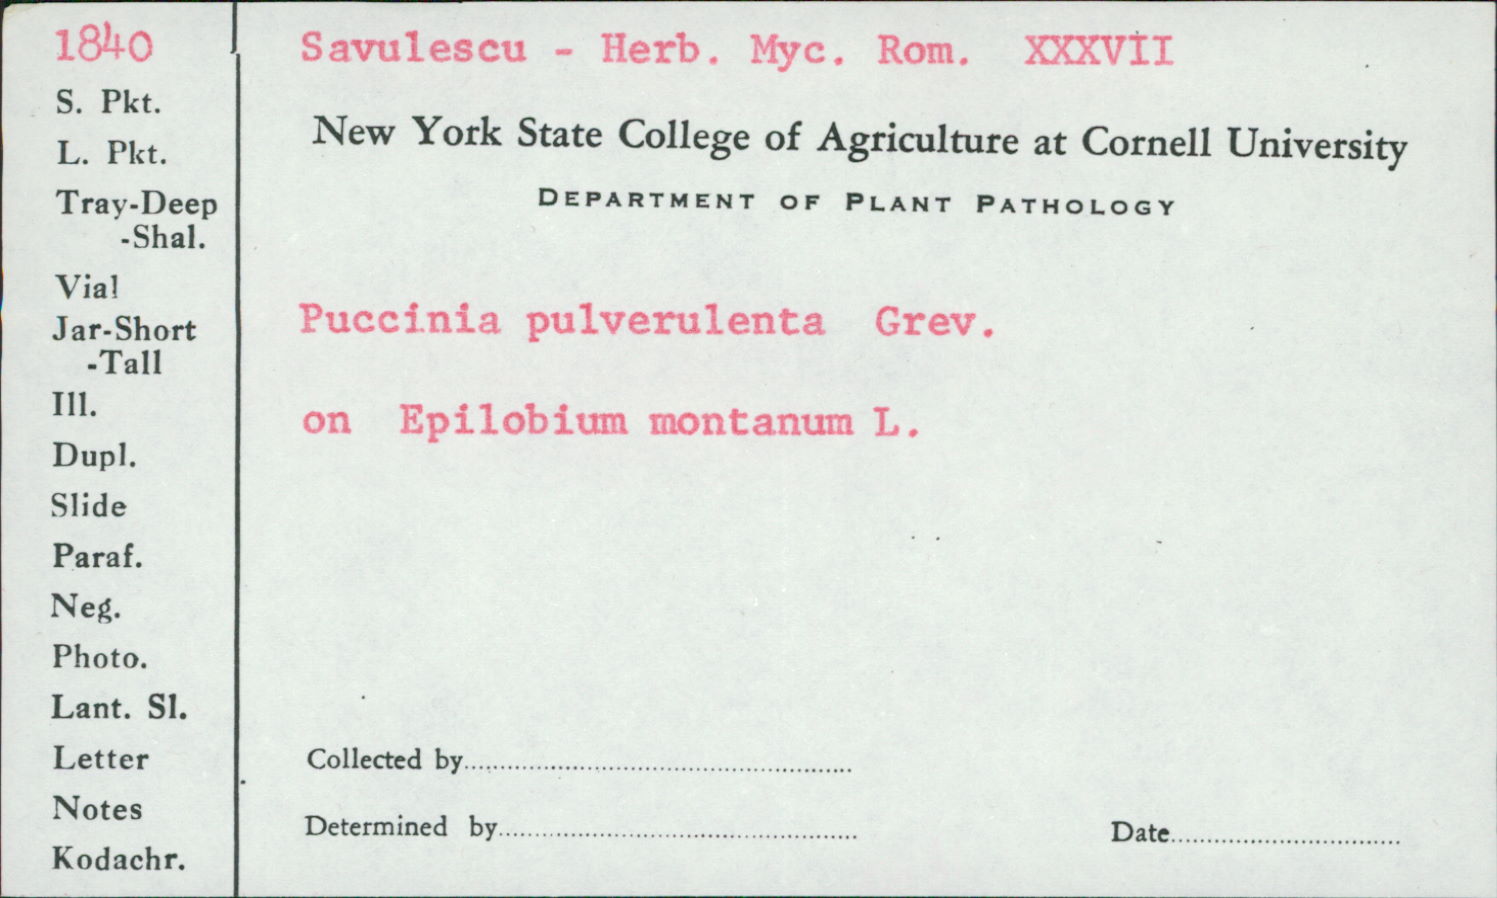 1840
S. Pkt.
L. Pkt.
Tray-Deep
-Shal.
Vial
Jar-Short
-Tall
Ill.
Dupl.
Slide
Paraf.
Neg.
Photo.
Lant. Sl.
Letter
Notes
Kodachr.
Savulescu - Herb. Myc. Rom. XXXVII
New York State College of Agriculture at Cornell University
DEPARTMENT OF PLANT PATHOLOGY
Puccinia pulverulenta Grev.
on Epilobium montanum L.
Collected by
Determined by
Date